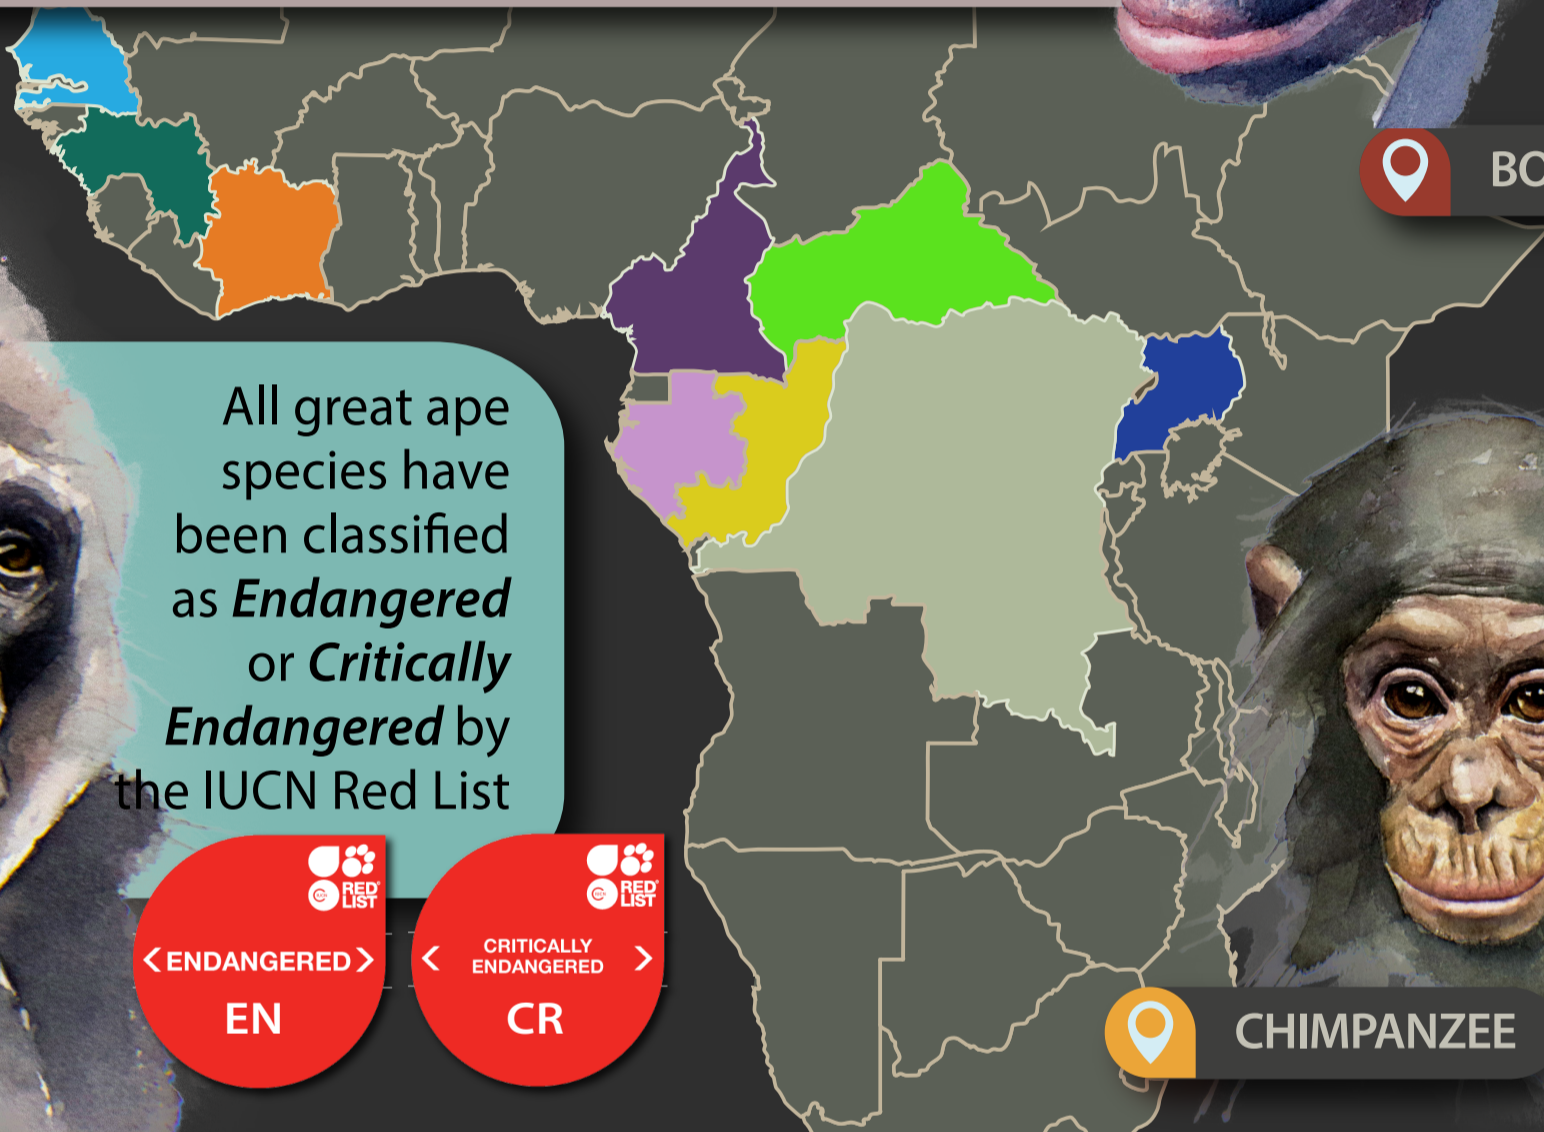 BO
All great ape
species have
been classified
as Endangered
or Critically
Endangered by
the IUCN Red List
RED
LIST
< ENDANGERED >
EN
RED
LIST
< CRITICALLY
ENDANGERED >
CR
CHIMPANZEE